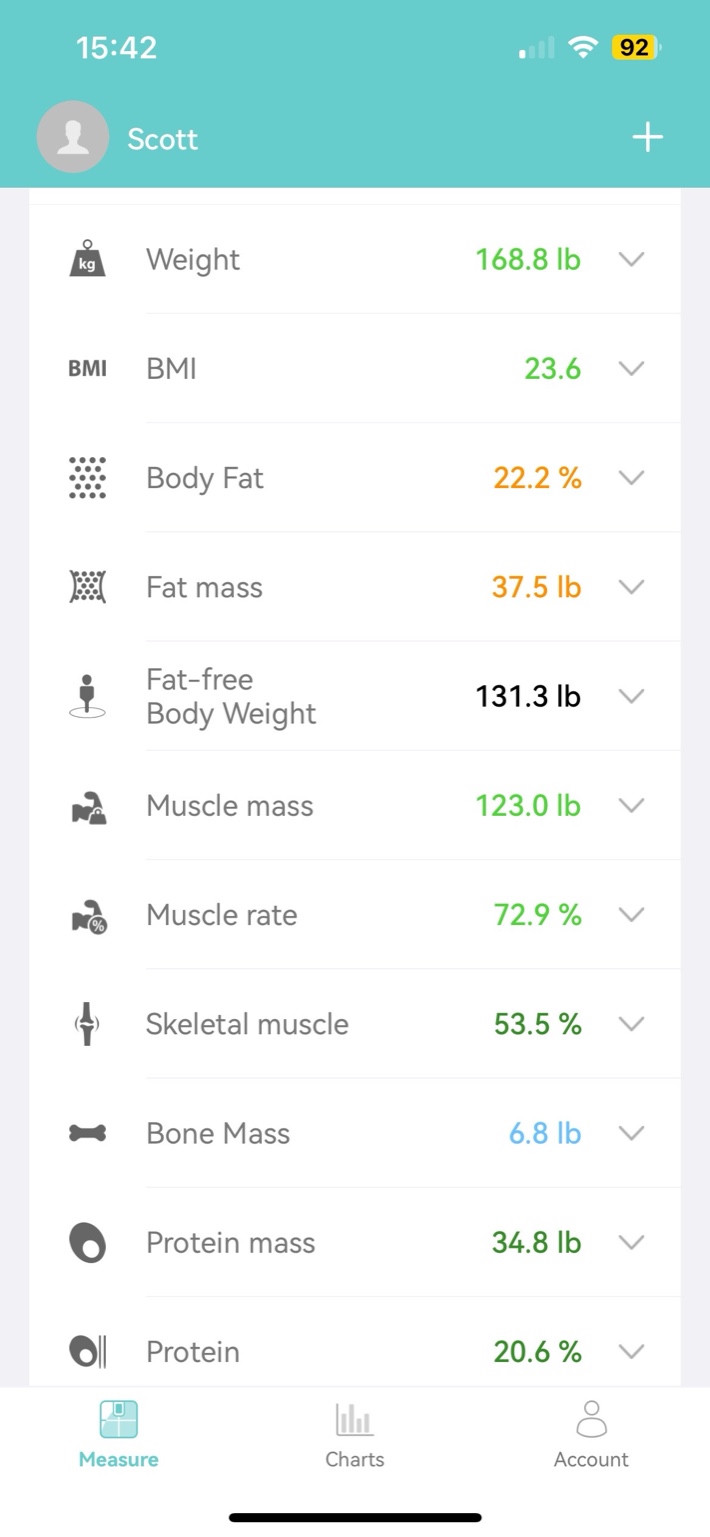 15:42
92
Scott
kg
Weight
168.8 lb
BMI
BMI
23.6
Body Fat
22.2 %
Fat mass
37.5 lb
Fat-free
Body Weight
131.3 lb
Muscle mass
123.0 lb
%
Muscle rate
72.9 %
Skeletal muscle
53.5 %
Bone Mass
6.8 lb
Protein mass
34.8 lb
Protein
20.6 %
Measure
Charts
Account